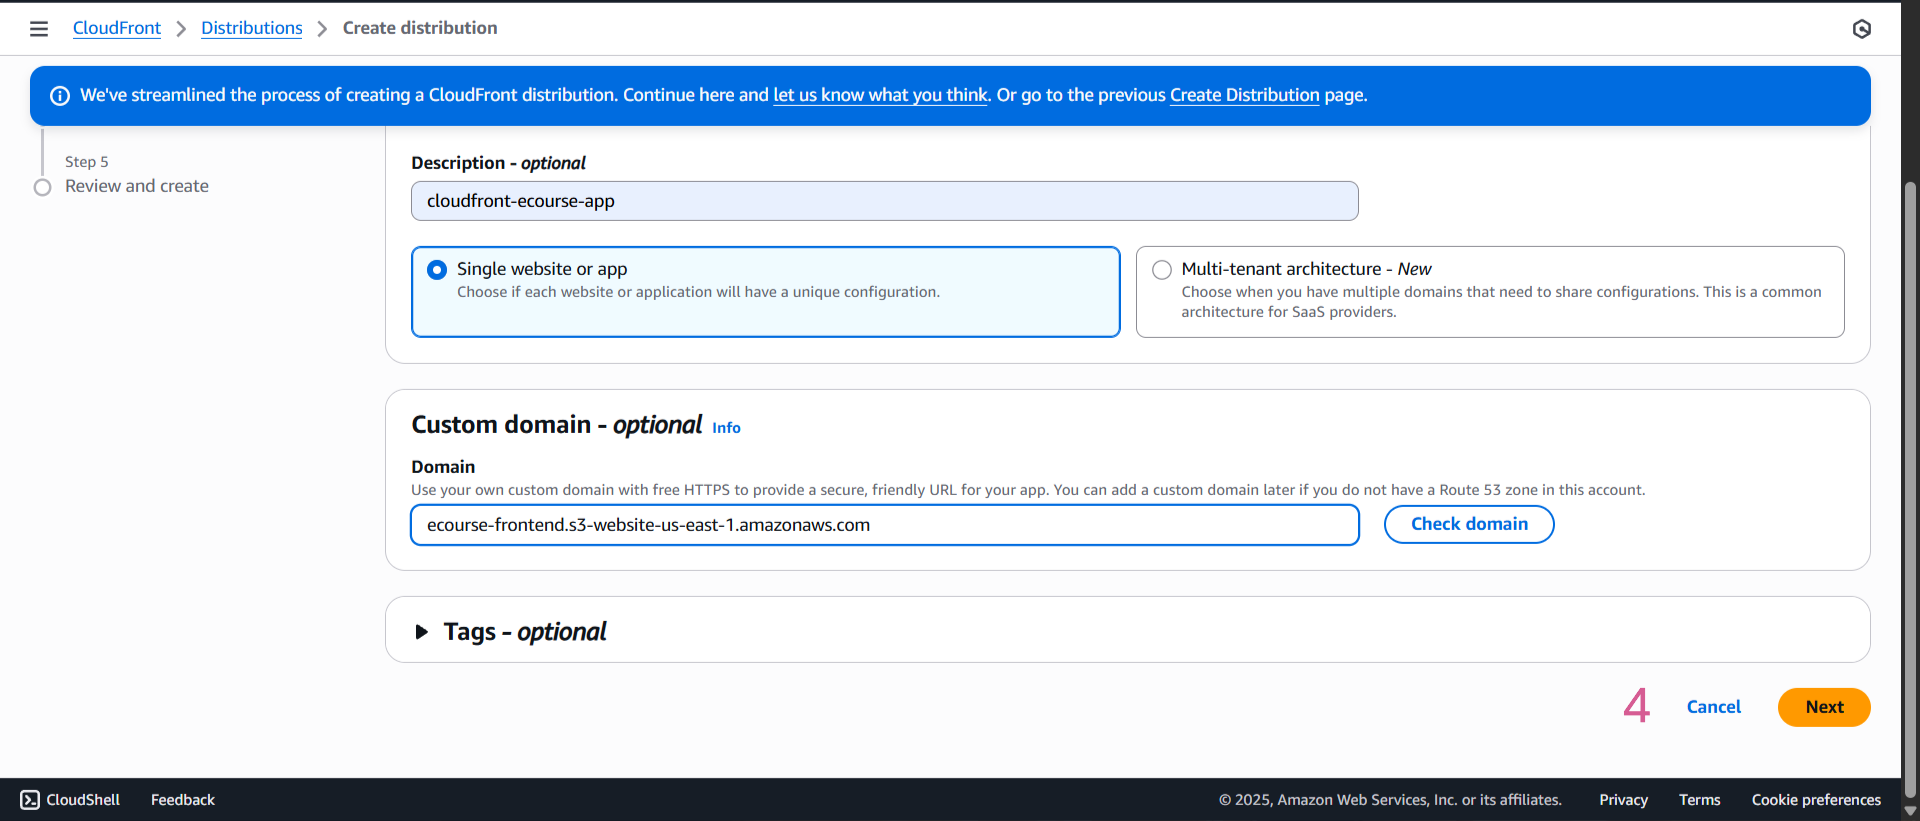 CloudFront > Distributions > Create distribution
We've streamlined the process of creating a CloudFront distribution. Continue here and let us know what you think. Or go to the previous Create Distribution page.
Step 5
Review and create
Description - optional
cloudfront-ecourse-app
Single website or app
Choose if each website or application will have a unique configuration.
Multi-tenant architecture - New
Choose when you have multiple domains that need to share configurations. This is a common
architecture for SaaS providers.
Custom domain - optional Info
Domain
Use your own custom domain with free HTTPS to provide a secure, friendly URL for your app. You can add a custom domain later if you do not have a Route 53 zone in this account.
ecourse-frontend.s3-website-us-east-1.amazonaws.com
Check domain
Tags - optional
4 Cancel Next
CloudShell Feedback © 2025, Amazon Web Services, Inc. or its affiliates. Privacy Terms Cookie preferences